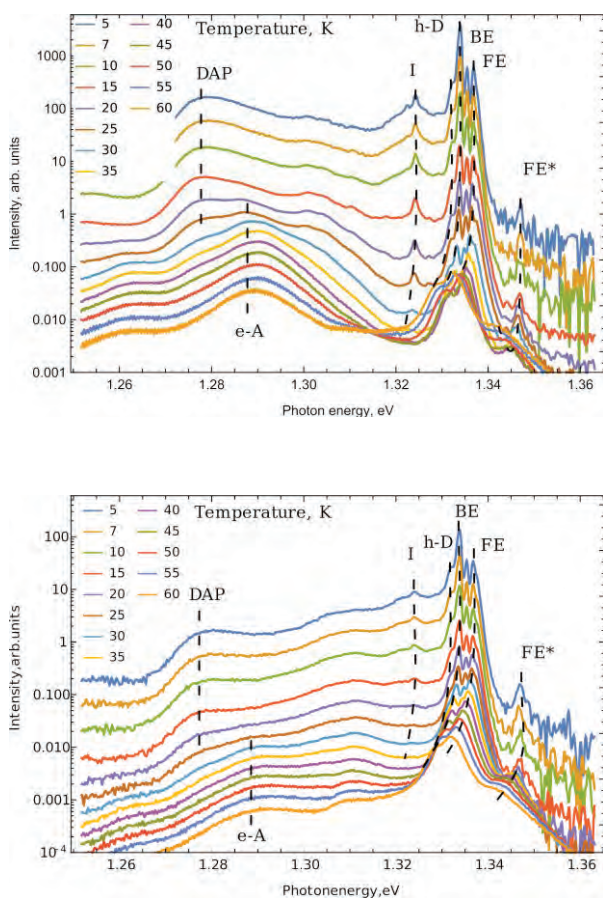 Temperature, K
5 40
7 45
10 50
15 55
20 60
25
30
35
DAP
I
h-D
BE
FE
FE*
e-A
Intensity, arb. units
1000
100
10
1
0.100
0.010
0.001
1.26 1.28 1.30 1.32 1.34 1.36
Photon energy, eV
Temperature, K
5 40
7 45
10 50
15 55
20 60
25
30
35
DAP
I
h-D
BE
FE
FE*
e-A
Intensity,arb.units
100
10
1
0.100
0.010
0.001
10-4
1.26 1.28 1.30 1.32 1.34 1.36
Photonenergy,eV